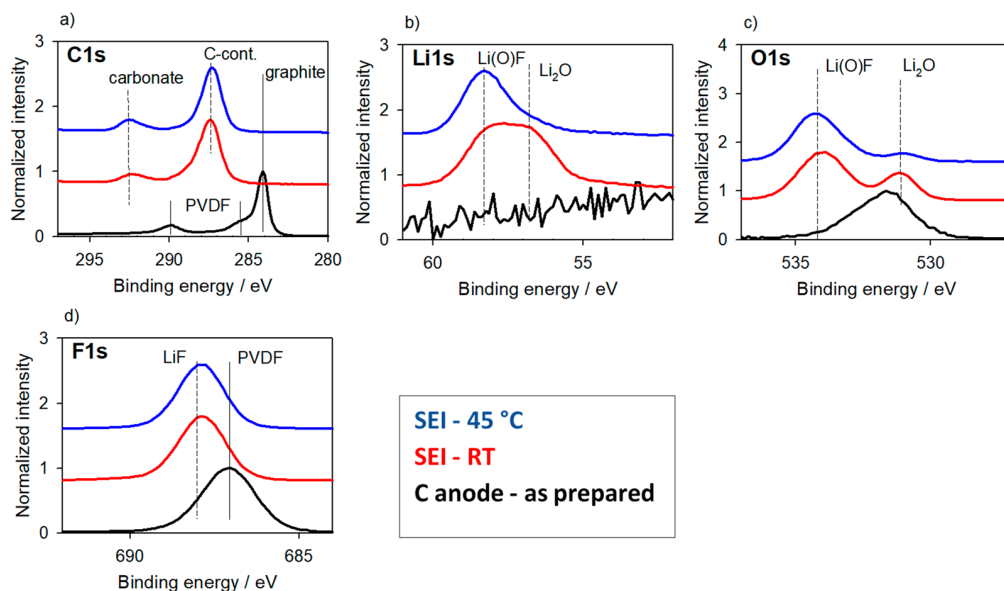 a)
C1s
C-cont.
carbonate
graphite
PVDF
Normalized intensity
3
2
1
0
295
290
285
280
Binding energy / eV
b)
Li1s
Li(O)F
Li₂O
Normalized intensity
3
2
1
0
60
55
Binding energy / eV
c)
O1s
Li(O)F
Li₂O
Normalized intensity
4
3
2
1
0
535
530
Binding energy / eV
d)
F1s
LiF
PVDF
Normalized intensity
3
2
1
0
690
685
Binding energy / eV
SEI - 45 °C
SEI - RT
C anode - as prepared